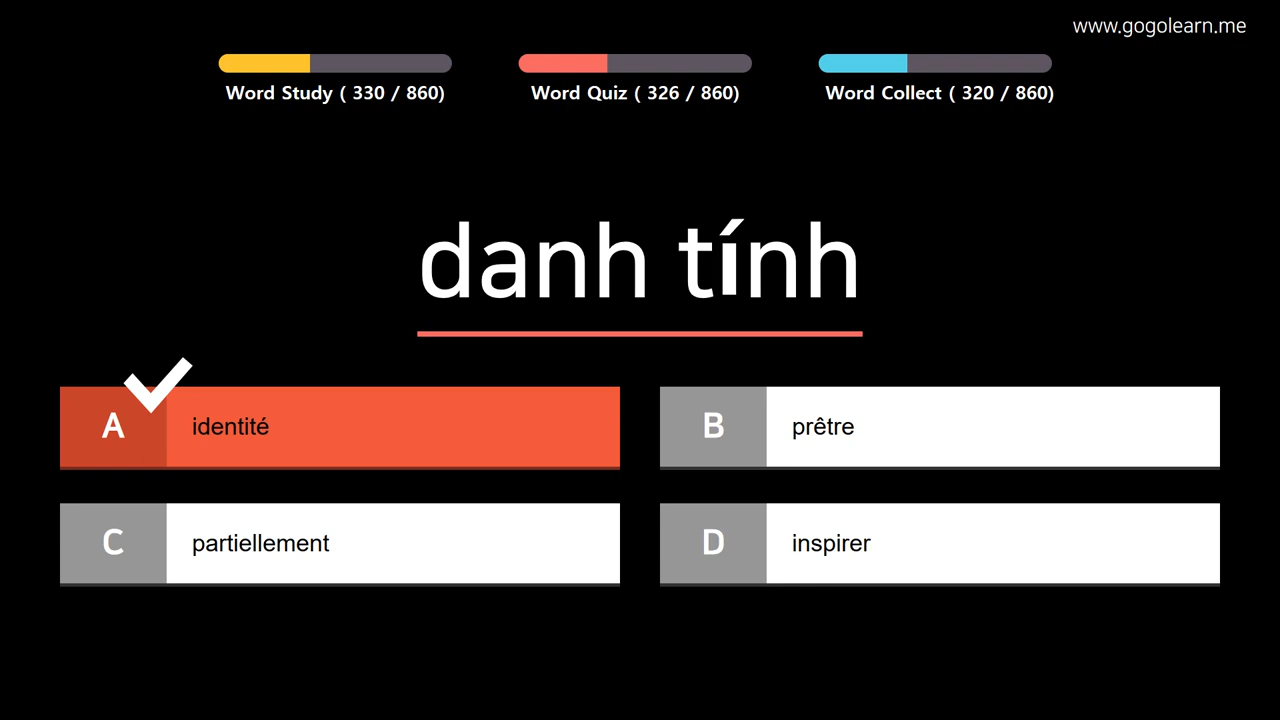 www.gogolearn.me
Word Study ( 330 / 860)
Word Quiz ( 326 / 860)
Word Collect ( 320 / 860)
danh tính
A identité
B prêtre
C partiellement
D inspirer